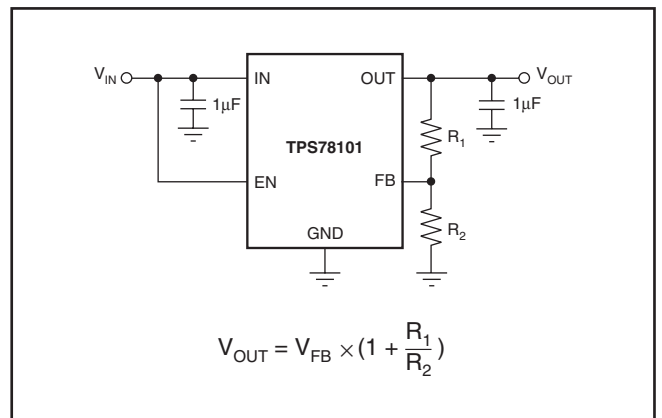 V_IN
IN
OUT
V_OUT
1μF
1μF
R_1
TPS78101
EN
FB
R_2
GND
V_OUT = V_FB × (1 + R_1/R_2)